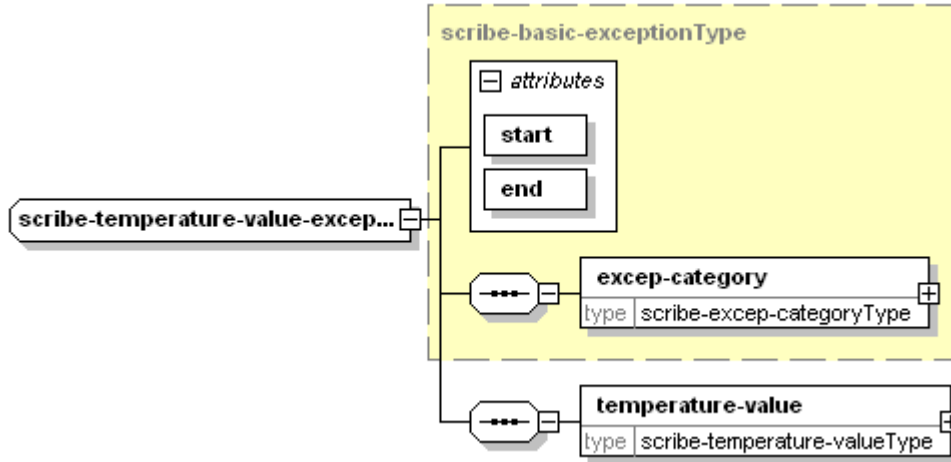 scribe-basic-exceptionType
attributes
start
end
scribe-temperature-value-excep...
excep-category
type scribe-excep-categoryType
temperature-value
type scribe-temperature-valueType